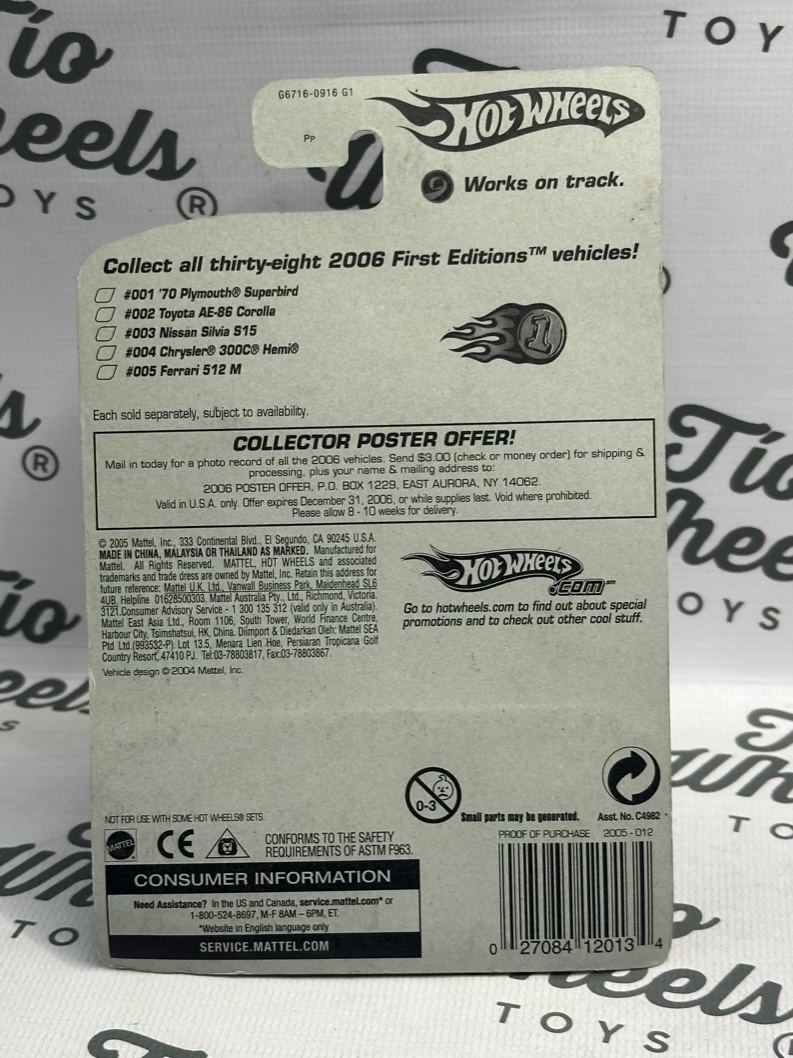 G6716-0916 G1
PP
HOT WHEELS
Works on track.
Collect all thirty-eight 2006 First Editions™ vehicles!
#001 '70 Plymouth® Superbird
#002 Toyota AE-86 Corolla
#003 Nissan Silvia S15
#004 Chrysler® 300C® Hemi®
#005 Ferrari 512 M
1
Each sold separately, subject to availability.
COLLECTOR POSTER OFFER!
Mail in today for a photo record of all the 2006 vehicles. Send $3.00 (check or money order) for shipping &
processing, plus your name & mailing address to:
2006 POSTER OFFER, P.O. BOX 1229, EAST AURORA, NY 14062.
Valid in U.S.A. only. Offer expires December 31, 2006, or while supplies last. Void where prohibited.
Please allow 8 - 10 weeks for delivery.
© 2005 Mattel, Inc., 333 Continental Blvd., El Segundo, CA 90245 U.S.A.
MADE IN CHINA, MALAYSIA OR THAILAND AS MARKED. Manufactured for
Mattel. All Rights Reserved. MATTEL, HOT WHEELS and associated
trademarks and trade dress are owned by Mattel, Inc. Retain this address for
future reference: Mattel U.K. Ltd., Vanwall Business Park, Maidenhead SL6
4UB. Helpline 01628500303. Mattel Australia Pty., Ltd., Richmond, Victoria.
3121.Consumer Advisory Service - 1 300 135 312 (valid only in Australia).
Mattel East Asia Ltd., Room 1106, South Tower, World Finance Centre,
Harbour City, Tsimshatsui, HK, China. Diimport & Diedarkan Oleh: Mattel SEA
Ptd Ltd.(993532-P). Lot 13.5, Menara Lien Hoe, Persiaran Tropicana Golf
Country Resort, 47410 PJ. Tel:03-78803817, Fax:03-78803867.
Vehicle design © 2004 Mattel, Inc.
HOT WHEELS
.COM℠
Go to hotwheels.com to find out about special
promotions and to check out other cool stuff.
NOT FOR USE WITH SOME HOT WHEELS® SETS.
0-3
Small parts may be generated.
Asst. No. C4982
MATTEL
CE
CONFORMS TO THE SAFETY
REQUIREMENTS OF ASTM F963.
PROOF OF PURCHASE 2005-012
CONSUMER INFORMATION
Need Assistance? In the US and Canada, service.mattel.com* or
1-800-524-8697, M-F 8AM – 6PM, ET.
*Website in English language only
SERVICE.MATTEL.COM
0 27084 12013 4
Tío
Wheels
TOYS
®